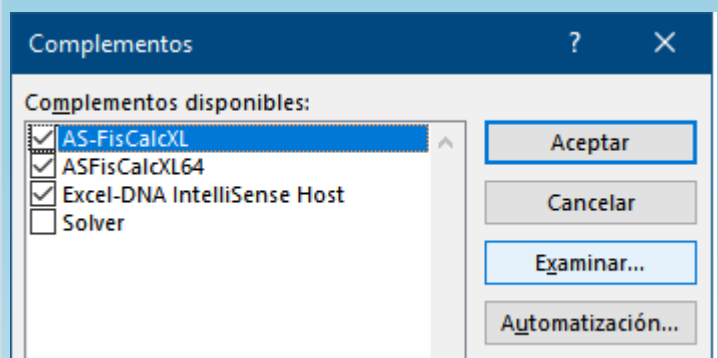 Complementos ? ×
Complementos disponibles:
AS-FisCalcXL
ASFisCalcXL64
Excel-DNA IntelliSense Host
Solver
Aceptar
Cancelar
Examinar...
Automatización...